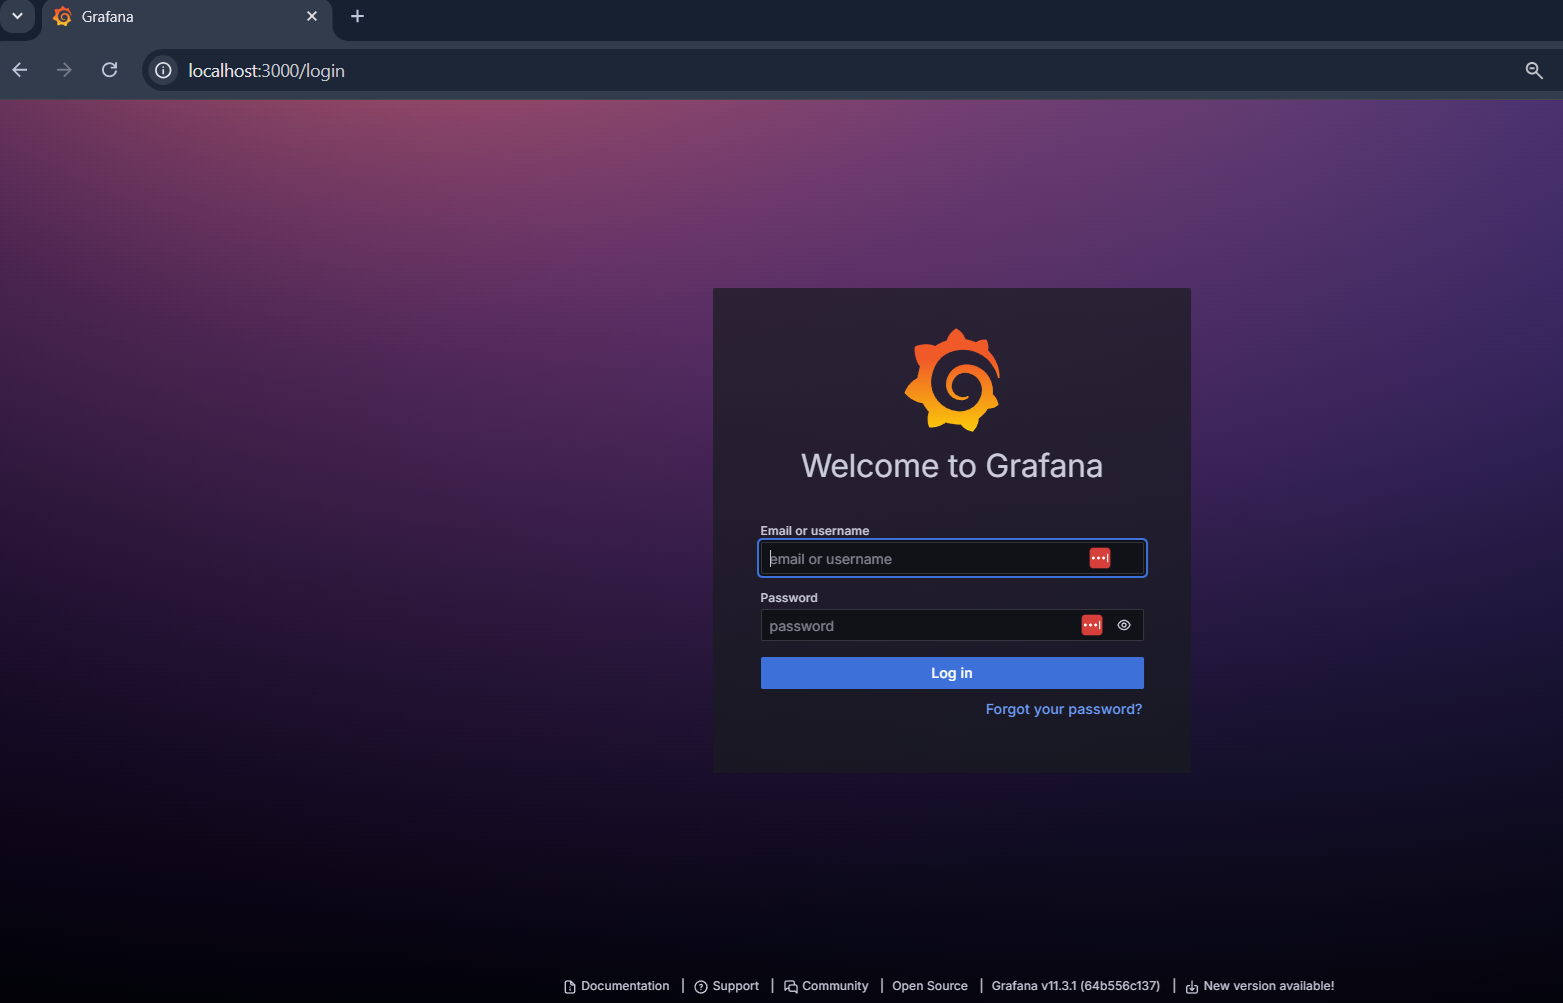 Grafana
localhost:3000/login
Welcome to Grafana
Email or username
email or username
Password
password
Log in
Forgot your password?
Documentation | Support | Community | Open Source | Grafana v11.3.1 (64b556c137) | New version available!